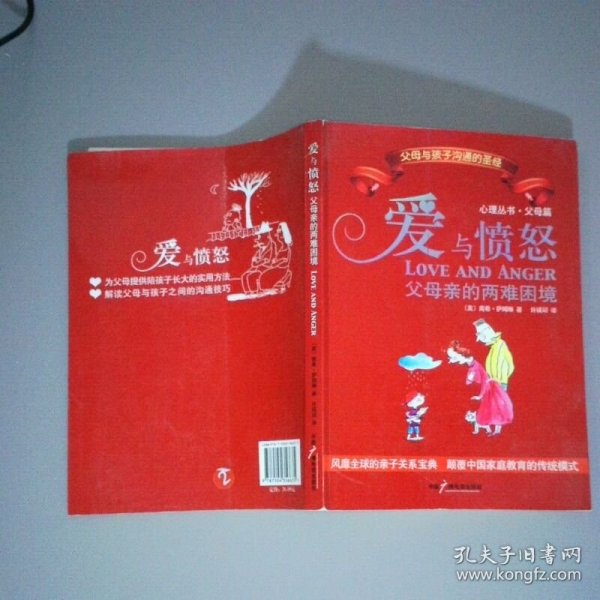 父母与孩子沟通的圣经
心理丛书·父母篇
爱与愤怒
LOVE AND ANGER
父母亲的两难困境
风靡全球的亲子关系宝典 颠覆中国家庭教育的传统模式
爱与愤怒
父母亲的两难困境
LOVE AND ANGER
爱与愤怒
为父母提供陪孩子长大的实用方法
解读父母与孩子之间的沟通技巧
孔夫子旧书网
www.kongfz.com